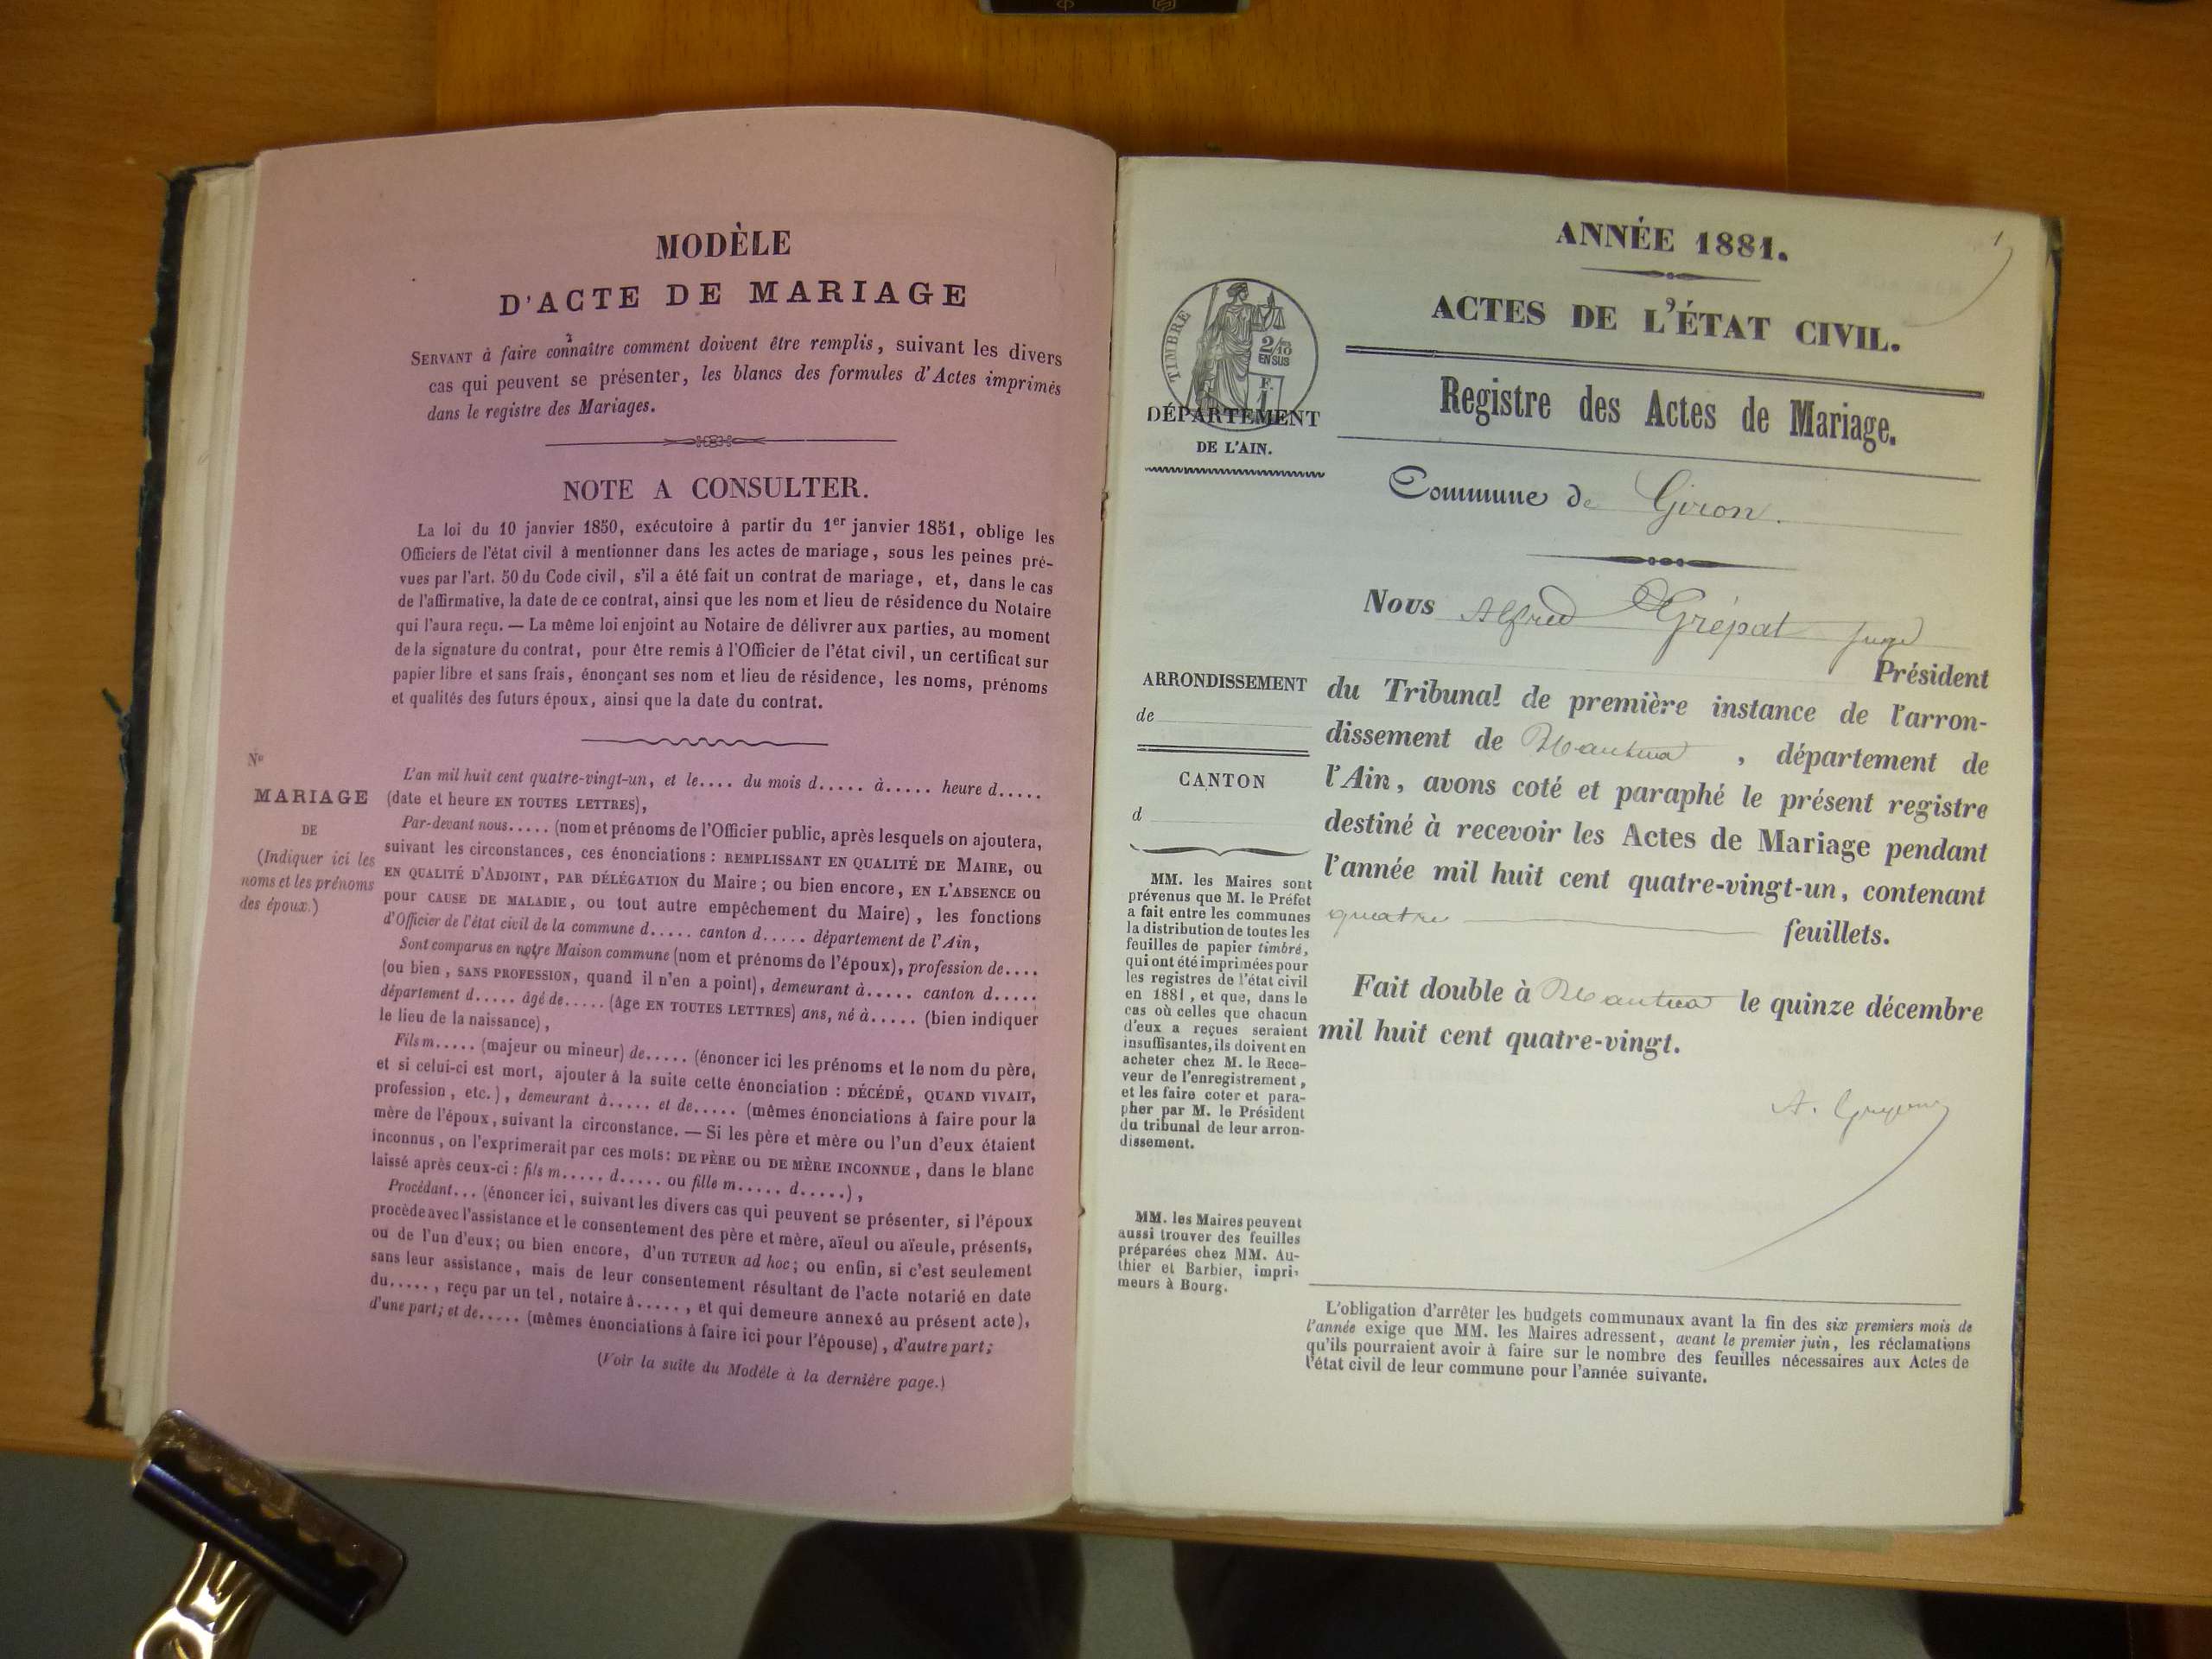 MODÈLE
D'ACTE DE MARIAGE
SERVANT à faire connaître comment doivent être remplis, suivant les divers
cas qui peuvent se présenter, les blancs des formules d'Actes imprimés
dans le registre des Mariages.
NOTE A CONSULTER.
La loi du 10 janvier 1850, exécutoire à partir du 1er janvier 1851, oblige les
Officiers de l'état civil à mentionner dans les actes de mariage, sous les peines pré-
vues par l'art. 50 du Code civil, s'il a été fait un contrat de mariage, et, dans le cas
de l'affirmative, la date de ce contrat, ainsi que les nom et lieu de résidence du Notaire
qui l'aura reçu. — La même loi enjoint au Notaire de délivrer aux parties, au moment
de la signature du contrat, pour être remis à l'Officier de l'état civil, un certificat sur
papier libre et sans frais, énonçant ses nom et lieu de résidence, les noms, prénoms
et qualités des futurs époux, ainsi que la date du contrat.
No
MARIAGE
DE
(Indiquer ici les
noms et les prénoms
des époux.)
L'an mil huit cent quatre-vingt-un, et le.... du mois d..... à..... heure d.....
(date et heure EN TOUTES LETTRES),
Par-devant nous..... (nom et prénoms de l'Officier public, après lesquels on ajoutera,
suivant les circonstances, ces énonciations : REMPLISSANT EN QUALITÉ DE MAIRE, ou
EN QUALITÉ D'ADJOINT, PAR DÉLÉGATION du Maire; ou bien encore, EN L'ABSENCE ou
pour CAUSE DE MALADIE, ou tout autre empêchement du Maire), les fonctions
d'Officier de l'état civil de la commune d..... canton d..... département de l'Ain,
Sont comparus en notre Maison commune (nom et prénoms de l'époux), profession de....
(ou bien, SANS PROFESSION, quand il n'en a point), demeurant à..... canton d.....
département d..... âgé de..... (âge EN TOUTES LETTRES) ans, né à..... (bien indiquer
le lieu de la naissance),
Fils m..... (majeur ou mineur) de..... (énoncer ici les prénoms et le nom du père,
et si celui-ci est mort, ajouter à la suite cette énonciation : DÉCÉDÉ, QUAND VIVAIT,
profession, etc.), demeurant à..... et de..... (mêmes énonciations à faire pour la
mère de l'époux, suivant la circonstance. — Si les père et mère ou l'un d'eux étaient
inconnus, on l'exprimerait par ces mots: DE PÈRE ou DE MÈRE INCONNUE, dans le blanc
laissé après ceux-ci : fils m..... d..... ou fille m..... d.....),
Procédant... (énoncer ici, suivant les divers cas qui peuvent se présenter, si l'époux
procède avec l'assistance et le consentement des père et mère, aïeul ou aïeule, présents,
ou de l'un d'eux; ou bien encore, d'un TUTEUR ad hoc; ou enfin, si c'est seulement
sans leur assistance, mais de leur consentement résultant de l'acte notarié en date
du....., reçu par un tel, notaire à....., et qui demeure annexé au présent acte),
d'une part; et de..... (mêmes énonciations à faire ici pour l'épouse), d'autre part;
(Voir la suite du Modèle à la dernière page.)
1
ANNÉE 1881.
ACTES DE L'ÉTAT CIVIL.
TIMBRE
2/10
EN SUS
F.
1
DÉPARTEMENT
DE L'AIN.
Registre des Actes de Mariage.
Commune de Giron.
Nous Alfred Grépat Juge
Président
du Tribunal de première instance de l'arron-
dissement de Nantua, département de
l'Ain, avons coté et paraphé le présent registre
destiné à recevoir les Actes de Mariage pendant
l'année mil huit cent quatre-vingt-un, contenant
quatre feuillets.
Fait double à Nantua le quinze décembre
mil huit cent quatre-vingt.
ARRONDISSEMENT
de
CANTON
d
MM. les Maires sont
prévenus que M. le Préfet
a fait entre les communes
la distribution de toutes les
feuilles de papier timbré,
qui ont été imprimées pour
les registres de l'état civil
en 1881, et que, dans le
cas où celles que chacun
d'eux a reçues seraient
insuffisantes, ils doivent en
acheter chez M. le Rece-
veur de l'enregistrement,
et les faire coter et para-
pher par M. le Président
du tribunal de leur arron-
dissement.
MM. les Maires peuvent
aussi trouver des feuilles
préparées chez MM. Au-
thier et Barbier, impri-
meurs à Bourg.
L'obligation d'arrêter les budgets communaux avant la fin des six premiers mois de
l'année exige que MM. les Maires adressent, avant le premier juin, les réclamations
qu'ils pourraient avoir à faire sur le nombre des feuilles nécessaires aux Actes de
l'état civil de leur commune pour l'année suivante.